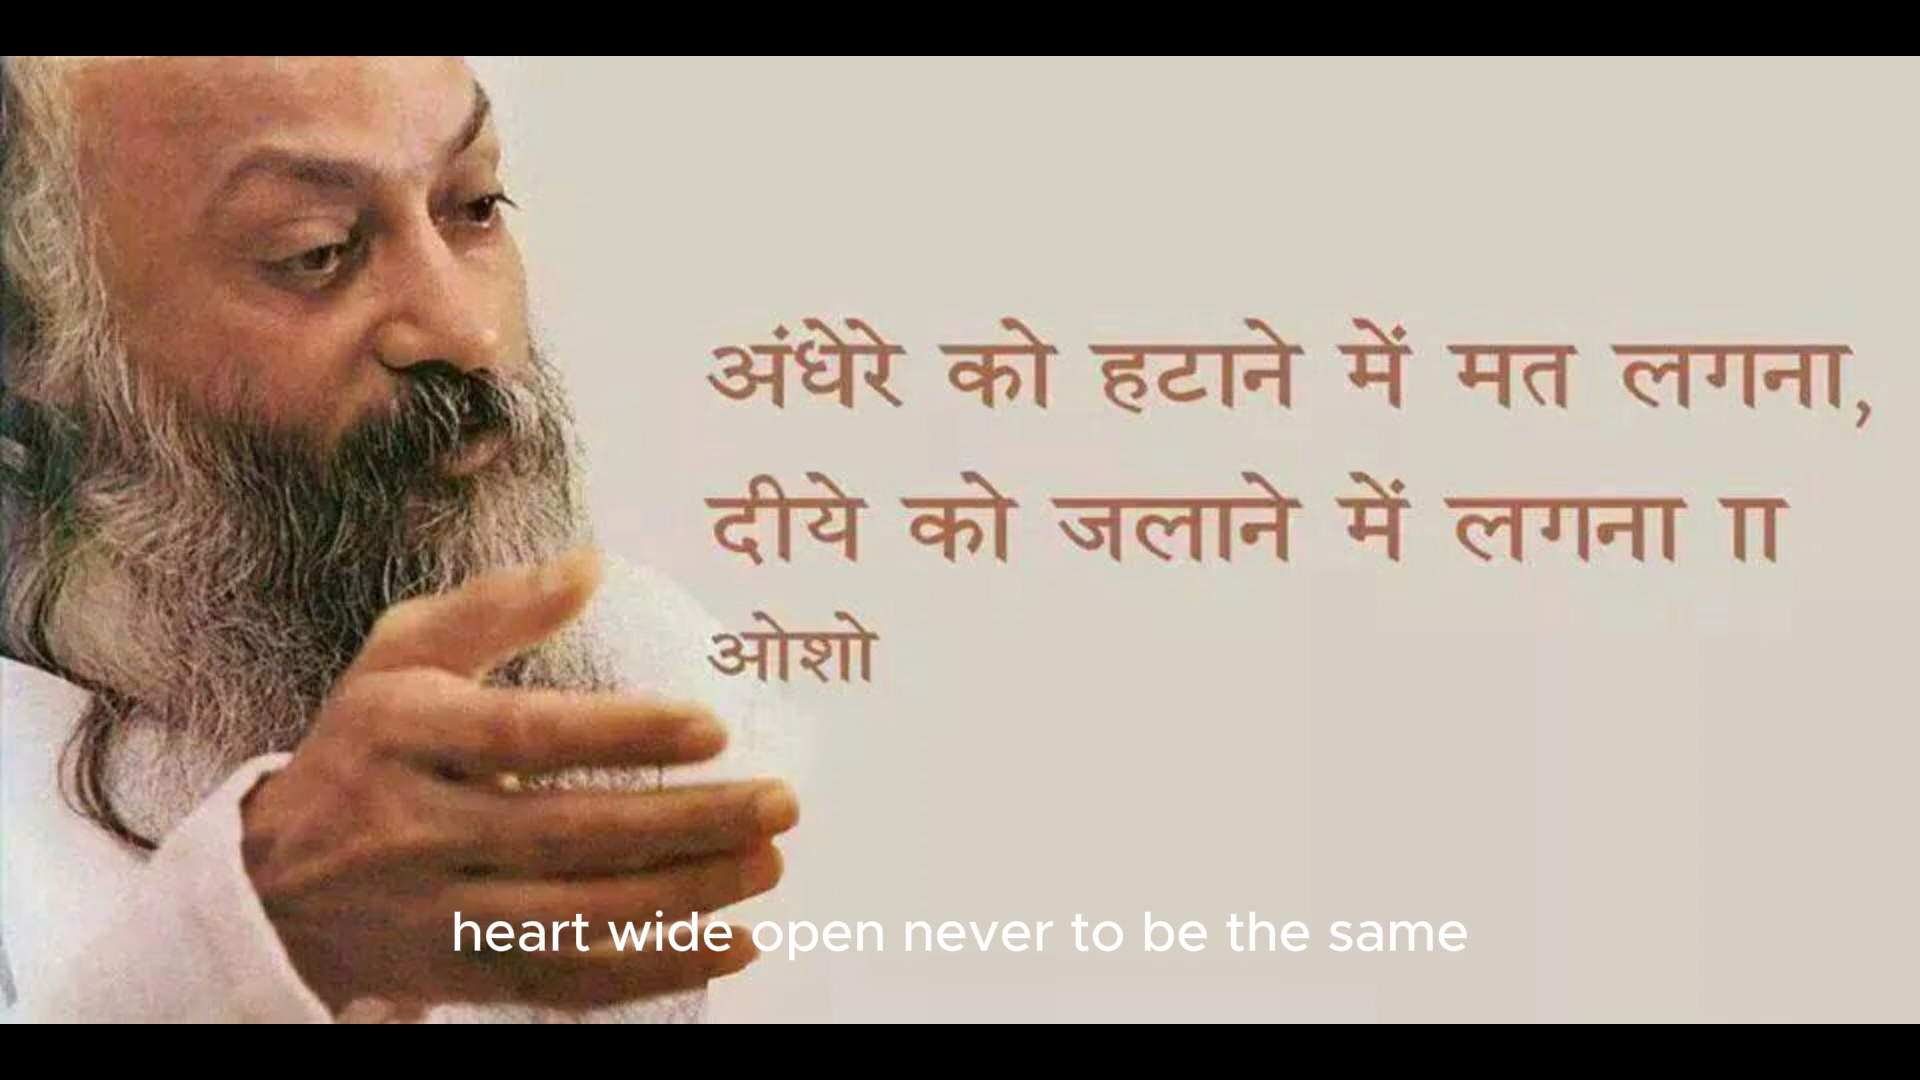 अंधेरे को हटाने में मत लगना,
दीये को जलाने में लगना ाा
ओशो
heart wide open never to be the same